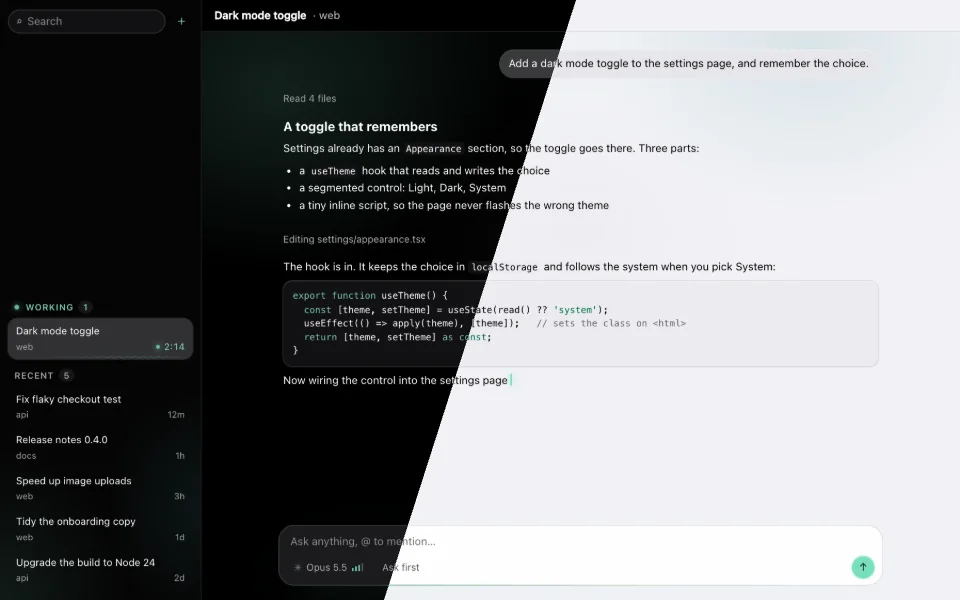 Search
+
Dark mode toggle · web
Add a dark mode toggle to the settings page, and remember the choice.
Read 4 files
A toggle that remembers
Settings already has an Appearance section, so the toggle goes there. Three parts:
• a useTheme hook that reads and writes the choice
• a segmented control: Light, Dark, System
• a tiny inline script, so the page never flashes the wrong theme
Editing settings/appearance.tsx
The hook is in. It keeps the choice in localStorage and follows the system when you pick System:
export function useTheme() {
const [theme, setTheme] = useState(read() ?? 'system');
useEffect(() => apply(theme), [theme]); // sets the class on <html>
return [theme, setTheme] as const;
}
Now wiring the control into the settings page
WORKING 1
Dark mode toggle
web 2:14
RECENT 5
Fix flaky checkout test
api 12m
Release notes 0.4.0
docs 1h
Speed up image uploads
web 3h
Tidy the onboarding copy
web 1d
Upgrade the build to Node 24
api 2d
Ask anything, @ to mention...
Opus 5.5 Ask first